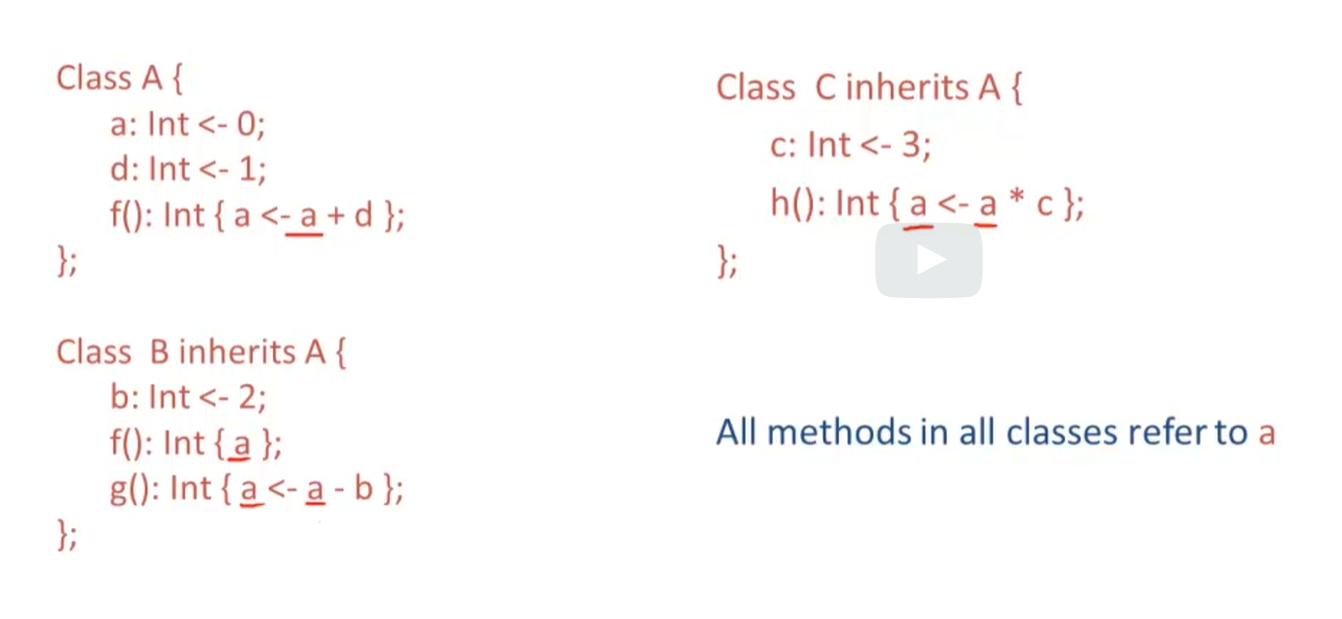 Class A {
a: Int <- 0;
d: Int <- 1;
f(): Int { a <- a + d };
};
Class B inherits A {
b: Int <- 2;
f(): Int { a };
g(): Int { a <- a - b };
};
Class C inherits A {
c: Int <- 3;
h(): Int { a <- a * c };
};
All methods in all classes refer to a